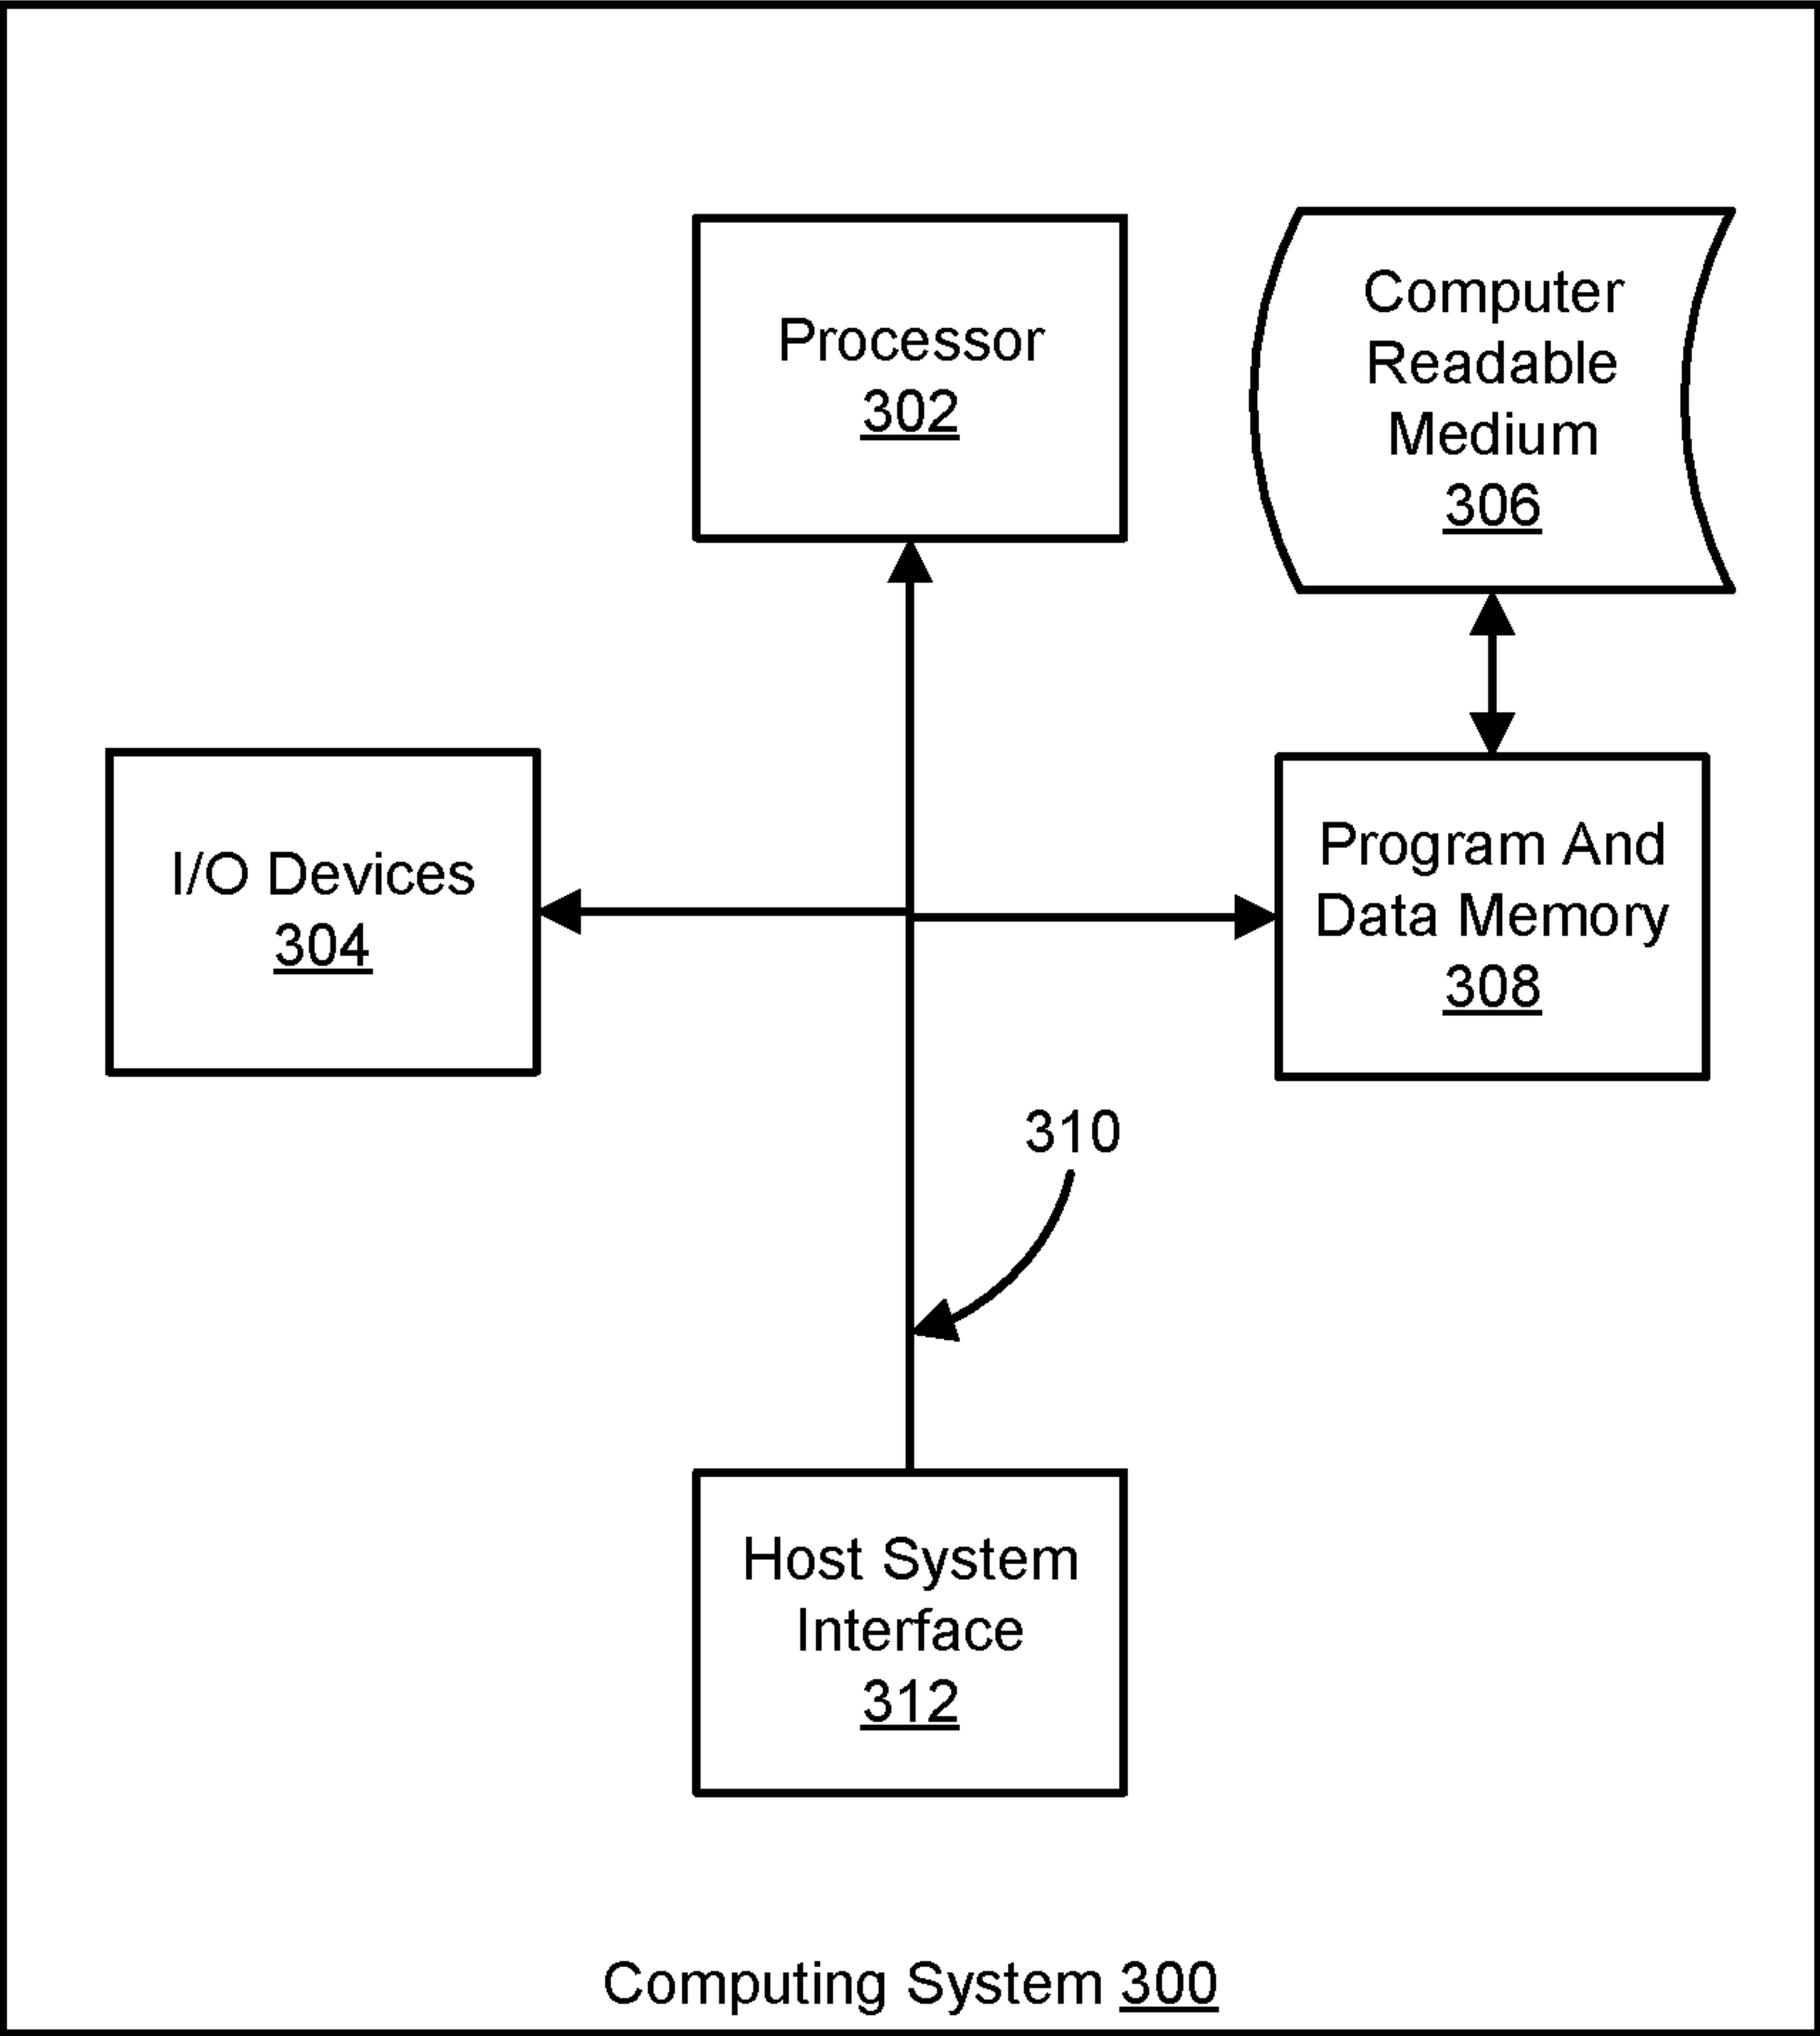 Processor
302
Computer
Readable
Medium
306
I/O Devices
304
Program And
Data Memory
308
310
Host System
Interface
312
Computing System 300